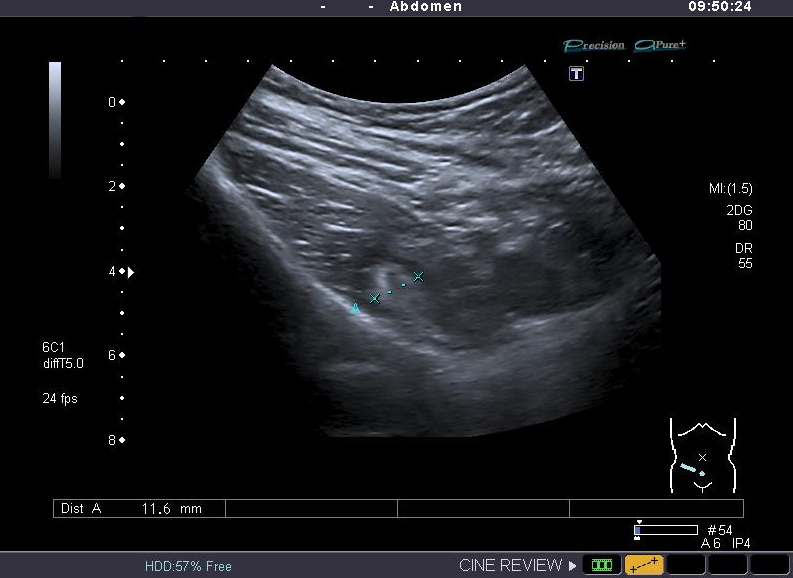 - - Abdomen 09:50:24
Precision APure+
T
0
2
4
6
8
MI:(1.5)
2DG
80
DR
55
A
6C1
diffT5.0
24 fps
Dist A 11.6 mm
#54
A 6 IP4
HDD:57% Free
CINE REVIEW